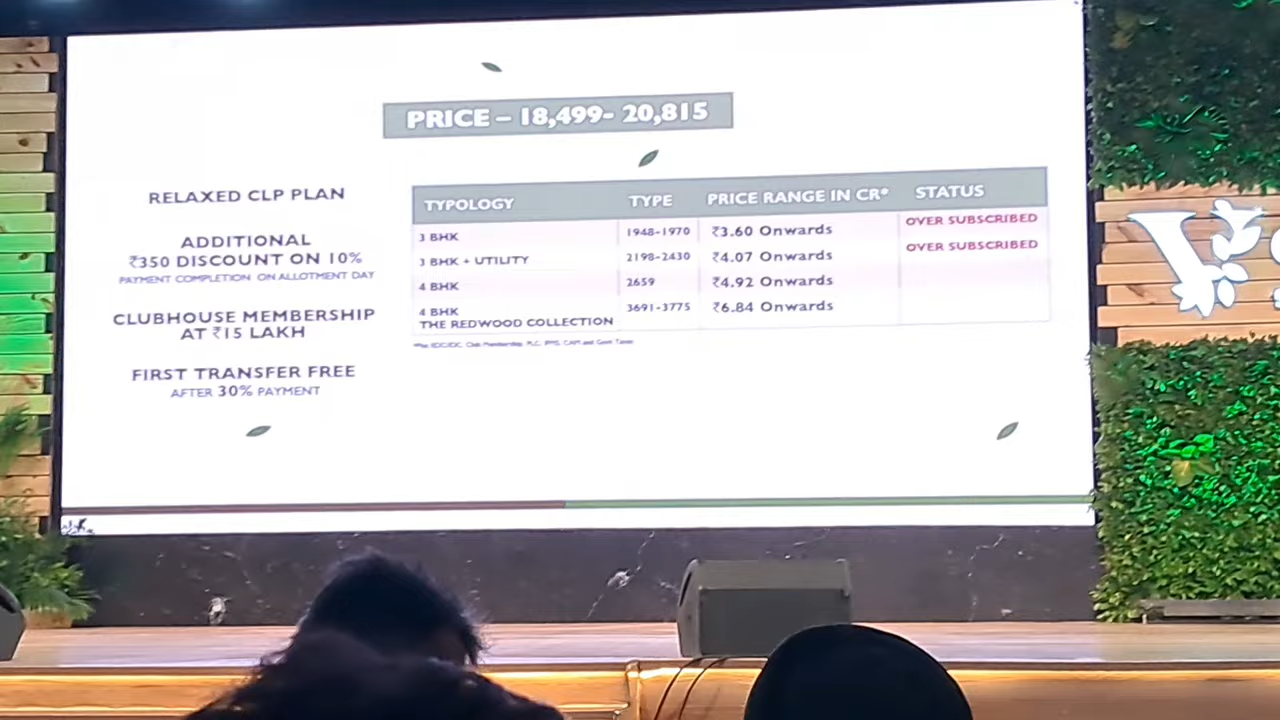 PRICE – 18,499- 20,815
RELAXED CLP PLAN
ADDITIONAL
₹350 DISCOUNT ON 10%
PAYMENT COMPLETION ON ALLOTMENT DAY
CLUBHOUSE MEMBERSHIP
AT ₹15 LAKH
FIRST TRANSFER FREE
AFTER 30% PAYMENT
TYPOLOGY TYPE PRICE RANGE IN CR* STATUS
3 BHK 1948-1970 ₹3.60 Onwards OVER SUBSCRIBED
3 BHK + UTILITY 2198-2430 ₹4.07 Onwards OVER SUBSCRIBED
4 BHK 2659 ₹4.92 Onwards
4 BHK 3691-3775 ₹6.84 Onwards
THE REDWOOD COLLECTION